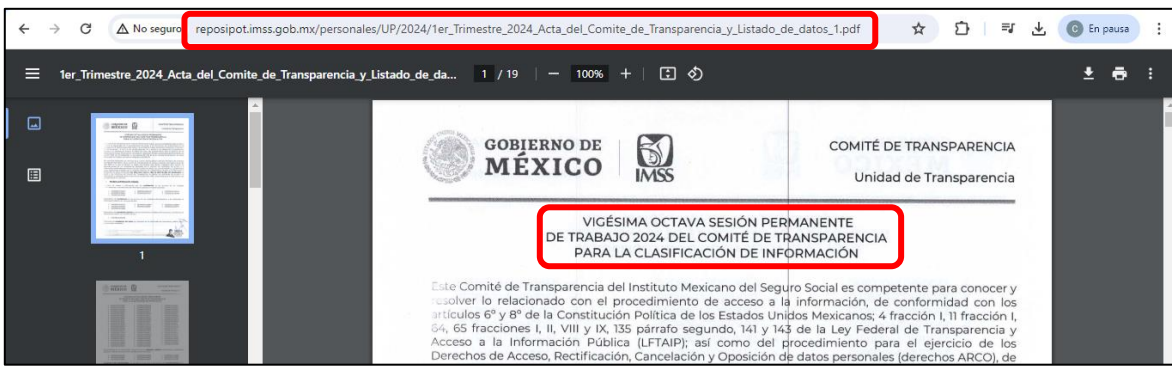 No seguro
reposipot.imss.gob.mx/personales/UP/2024/1er_Trimestre_2024_Acta_del_Comite_de_Transparencia_y_Listado_de_datos_1.pdf
C En pausa
1er_Trimestre_2024_Acta_del_Comite_de_Transparencia_y_Listado_de_da... 1 / 19 100%
1
GOBIERNO DE
MÉXICO
IMSS
COMITÉ DE TRANSPARENCIA
Unidad de Transparencia
VIGÉSIMA OCTAVA SESIÓN PERMANENTE
DE TRABAJO 2024 DEL COMITÉ DE TRANSPARENCIA
PARA LA CLASIFICACIÓN DE INFORMACIÓN
Este Comité de Transparencia del Instituto Mexicano del Seguro Social es competente para conocer y
resolver lo relacionado con el procedimiento de acceso a la información, de conformidad con los
artículos 6º y 8º de la Constitución Política de los Estados Unidos Mexicanos; 4 fracción I, 11 fracción I,
64, 65 fracciones I, II, VIII y IX, 135 párrafo segundo, 141 y 143 de la Ley Federal de Transparencia y
Acceso a la Información Pública (LFTAIP); así como del procedimiento para el ejercicio de los
Derechos de Acceso, Rectificación, Cancelación y Oposición de datos personales (derechos ARCO), de